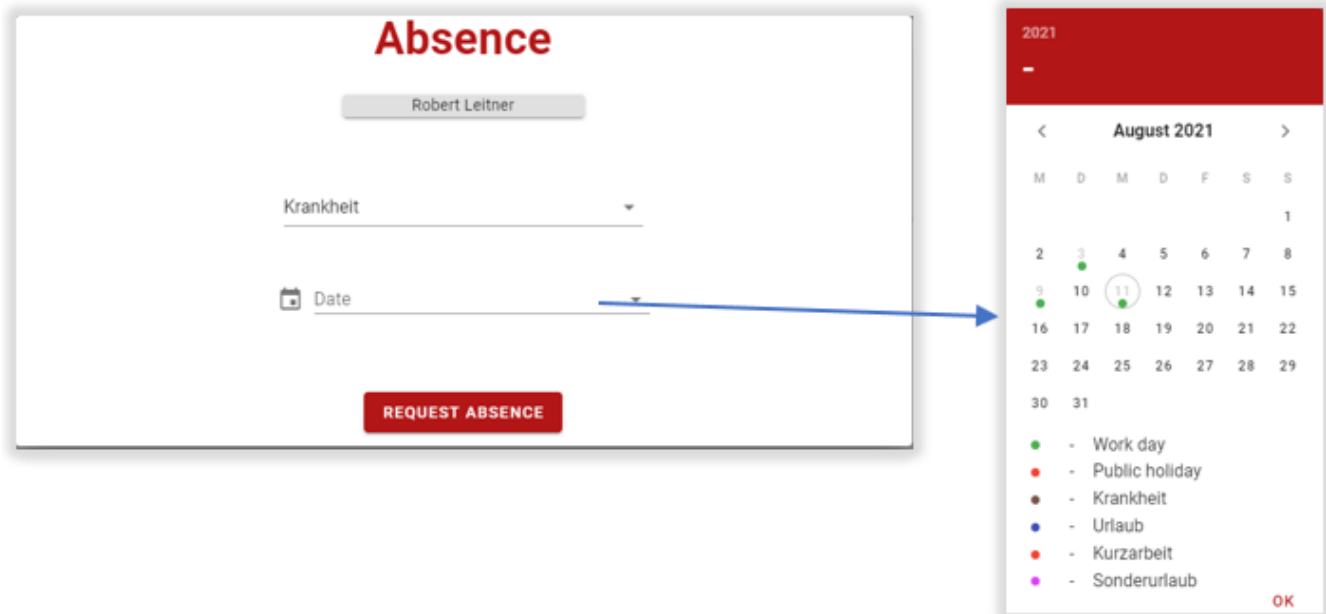 Absence
Robert Leitner
Krankheit
Date
REQUEST ABSENCE
2021
-
August 2021
M D M D F S S
1
2 3 4 5 6 7 8
9 10 11 12 13 14 15
16 17 18 19 20 21 22
23 24 25 26 27 28 29
30 31
- Work day
- Public holiday
- Krankheit
- Urlaub
- Kurzarbeit
- Sonderurlaub
OK